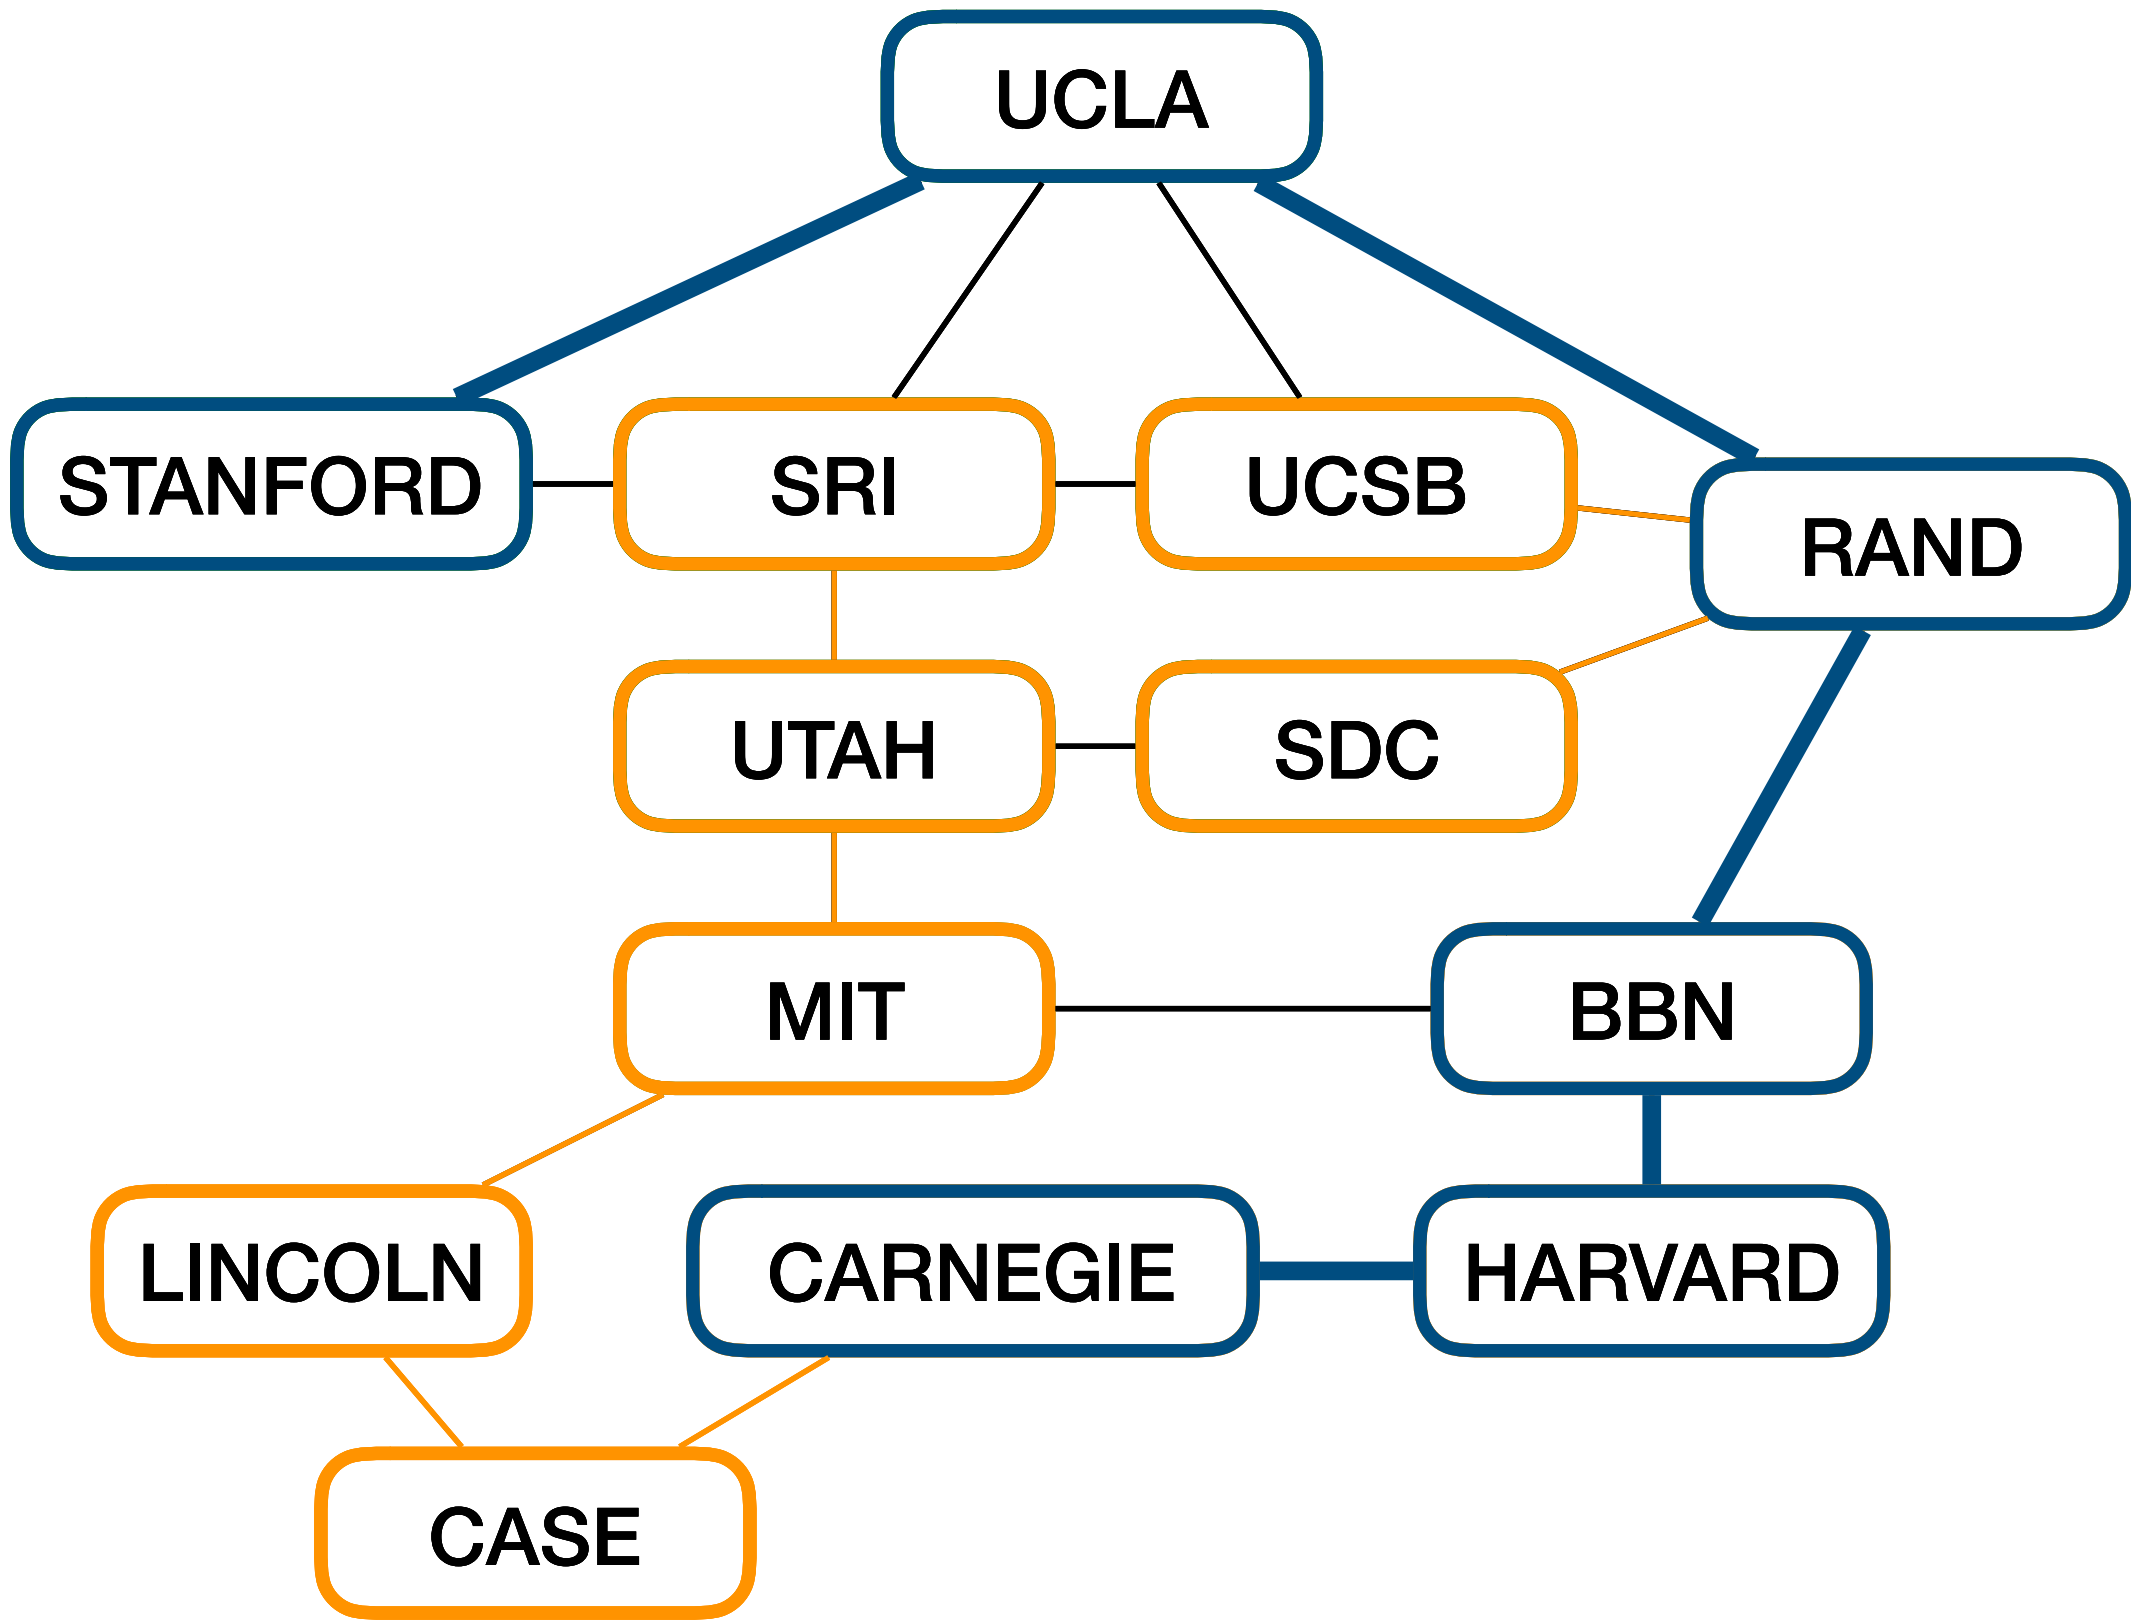 UCLA
STANFORD
SRI
UCSB
RAND
UTAH
SDC
MIT
BBN
LINCOLN
CARNEGIE
HARVARD
CASE